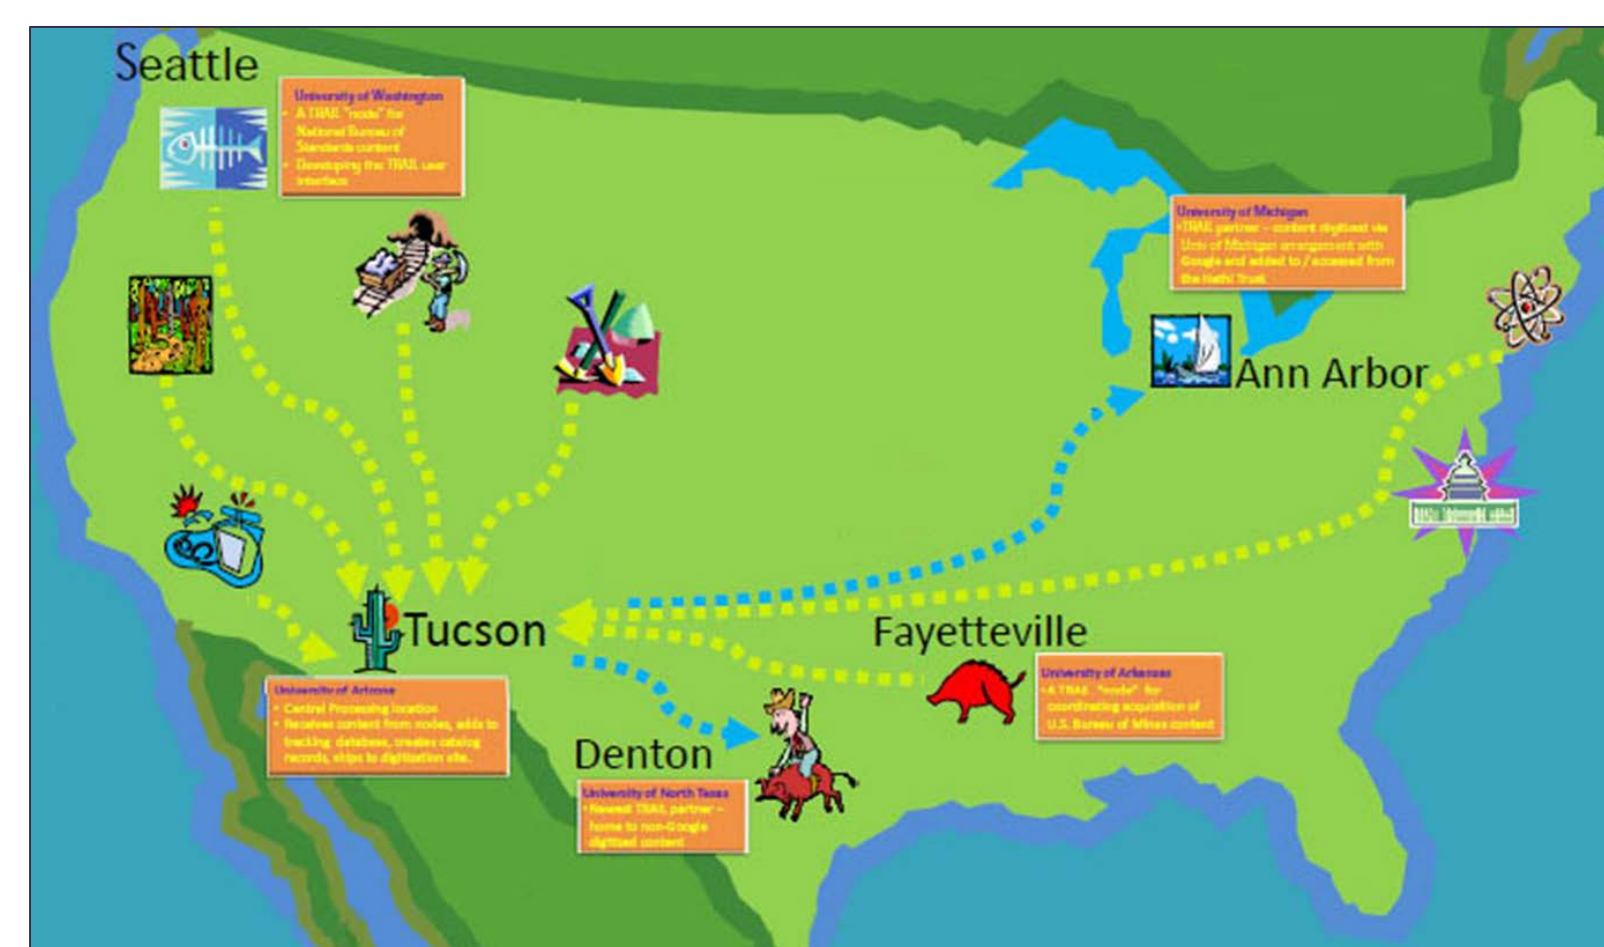 Seattle
University of Washington
• A TRAIL "node" for
National Bureau of
Standards content
• Developing the TRAIL user
interface
University of Michigan
•TRAIL partner – content digitized via
Univ of Michigan arrangement with
Google and added to / accessed from
the Hathi Trust
Ann Arbor
Tucson
University of Arizona
• Central Processing location
• Receives content from nodes, adds to
tracking database, creates catalog
records, ships to digitization site.
Fayetteville
University of Arkansas
•A TRAIL "node" for
coordinating acquisition of
U.S. Bureau of Mines content
Denton
University of North Texas
•Newest TRAIL partner –
home to non-Google
digitized content